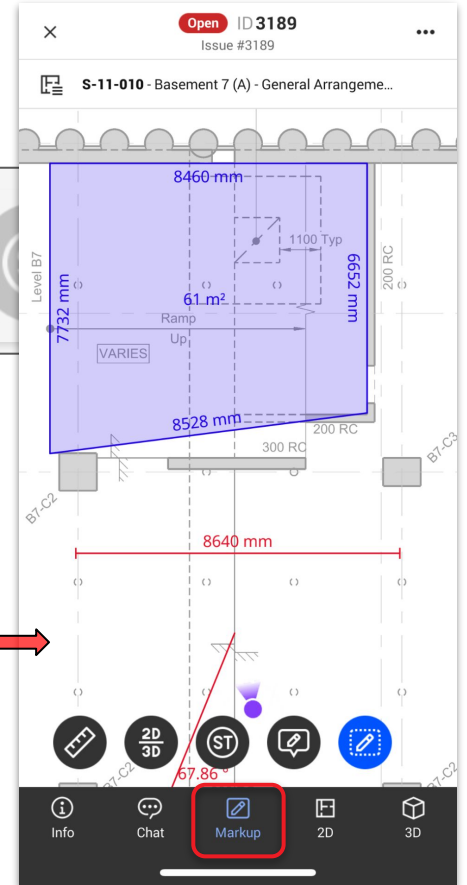 Open ID 3189
Issue #3189
S-11-010 - Basement 7 (A) - General Arrangeme...
8460 mm
1100 Typ
Level B7
7732 mm
61 m²
6652 mm
200 RC
Ramp
Up
VARIES
8528 mm
200 RC
300 RC
B7-C3
B7-C2
8640 mm
2D
3D
ST
67.86 °
Info
Chat
Markup
2D
3D